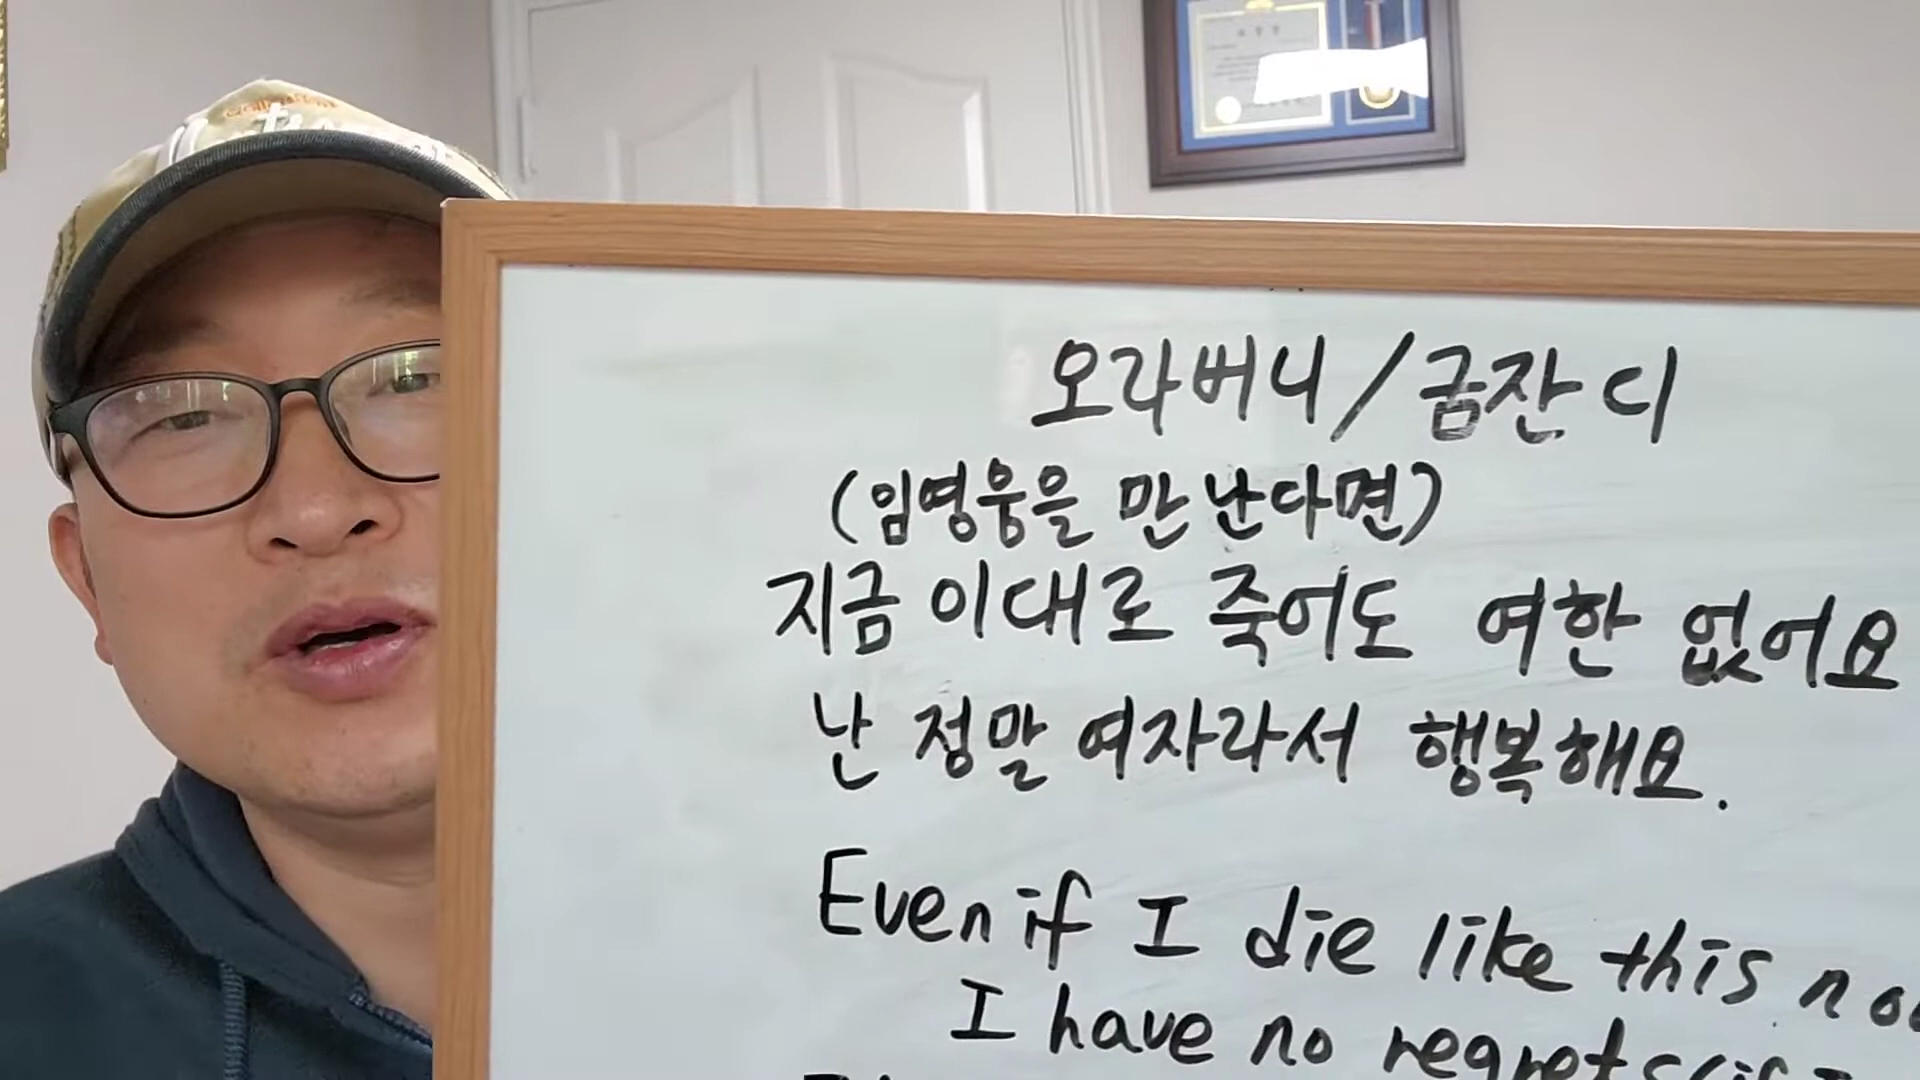 오라버니/금잔디
(임영웅을 만난다면)
지금 이대로 죽어도 여한 없어요
난 정말 여자라서 행복해요.
Even if I die like this
I have no regrets